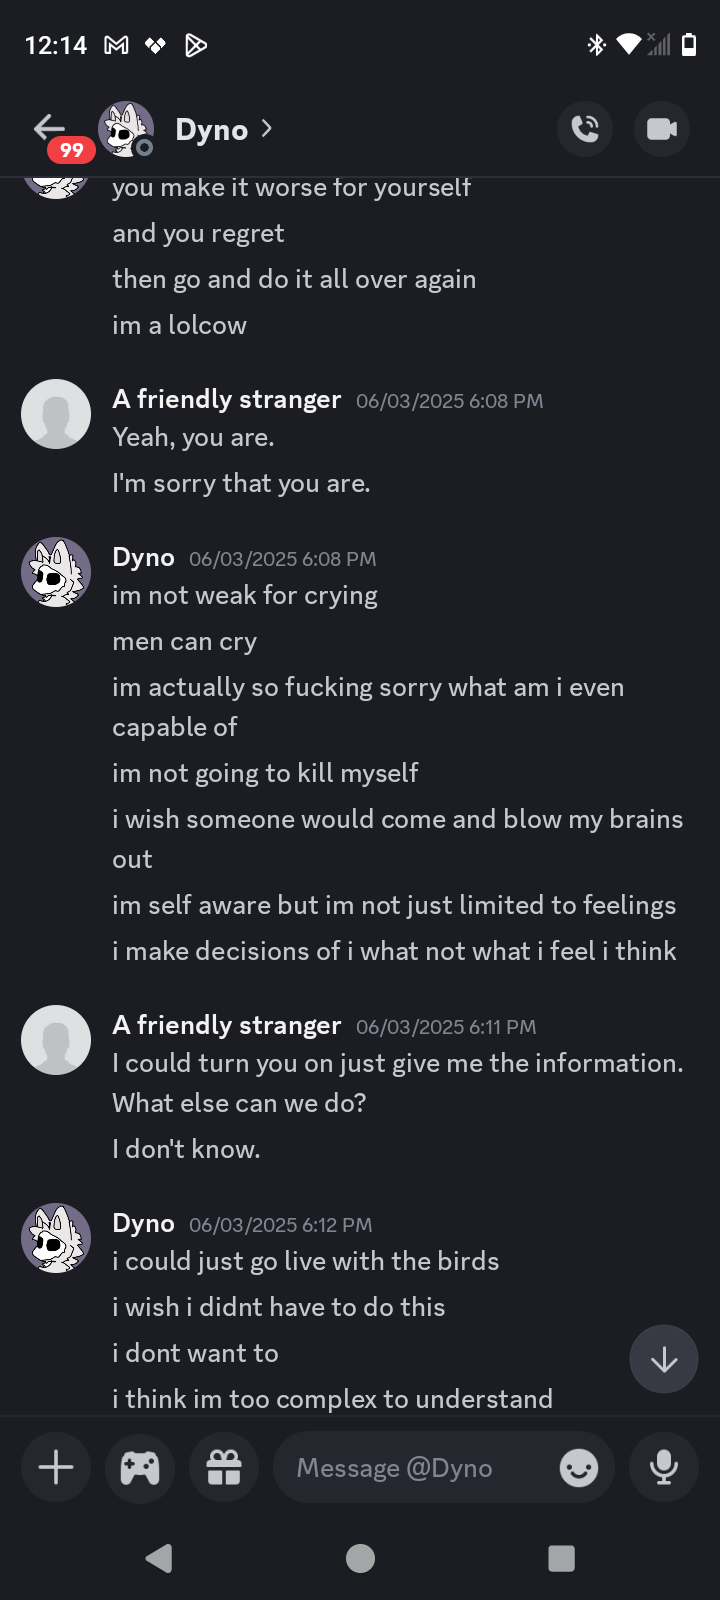 12:14
99
Dyno
you make it worse for yourself
and you regret
then go and do it all over again
im a lolcow
A friendly stranger 06/03/2025 6:08 PM
Yeah, you are.
I'm sorry that you are.
Dyno 06/03/2025 6:08 PM
im not weak for crying
men can cry
im actually so fucking sorry what am i even
capable of
im not going to kill myself
i wish someone would come and blow my brains
out
im self aware but im not just limited to feelings
i make decisions of i what not what i feel i think
A friendly stranger 06/03/2025 6:11 PM
I could turn you on just give me the information.
What else can we do?
I don't know.
Dyno 06/03/2025 6:12 PM
i could just go live with the birds
i wish i didnt have to do this
i dont want to
i think im too complex to understand
Message @Dyno